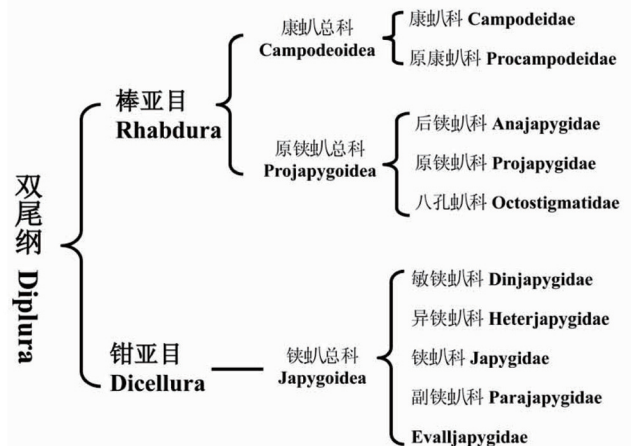 双尾纲 Diplura
棒亚目
Rhabdura
康虮总科
Campodeoidea
康虮科 Campodeidae
原康虮科 Procampodeidae
原铗虮总科
Projapygoidea
后铗虮科 Anajapygidae
原铗虮科 Projapygidae
八孔虮科 Octostigmatidae
钳亚目
Dicellura
铗虮总科
Japygoidea
敏铗虮科 Dinjapygidae
异铗虮科 Heterjapygidae
铗虮科 Japygidae
副铗虮科 Parajapygidae
Evalljapygidae